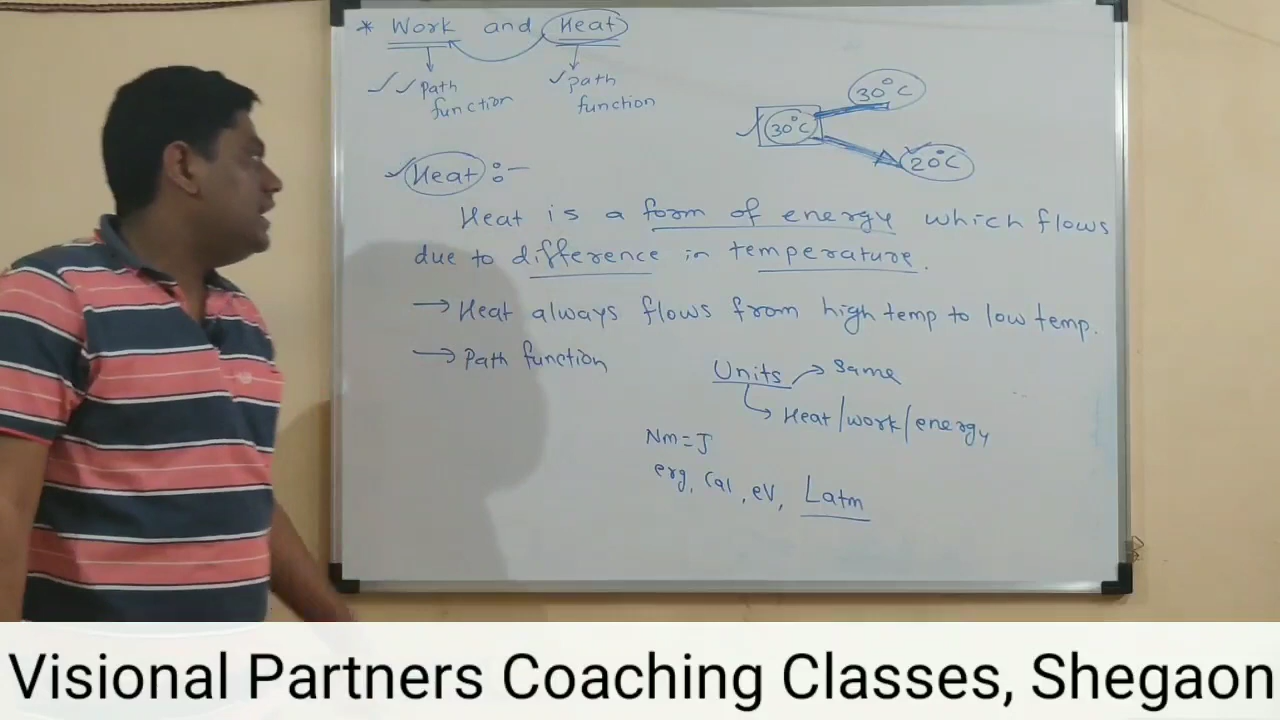 * Work and Heat
Path function
path function
30°C
30°C
20°C
Heat :-
Heat is a form of energy which flows
due to difference in temperature.
→ Heat always flows from high temp to low temp.
→ Path function
Units → Same
→ Heat/work/energy
Nm = J
erg, Cal, eV, Latm
Visional Partners Coaching Classes, Shegaon